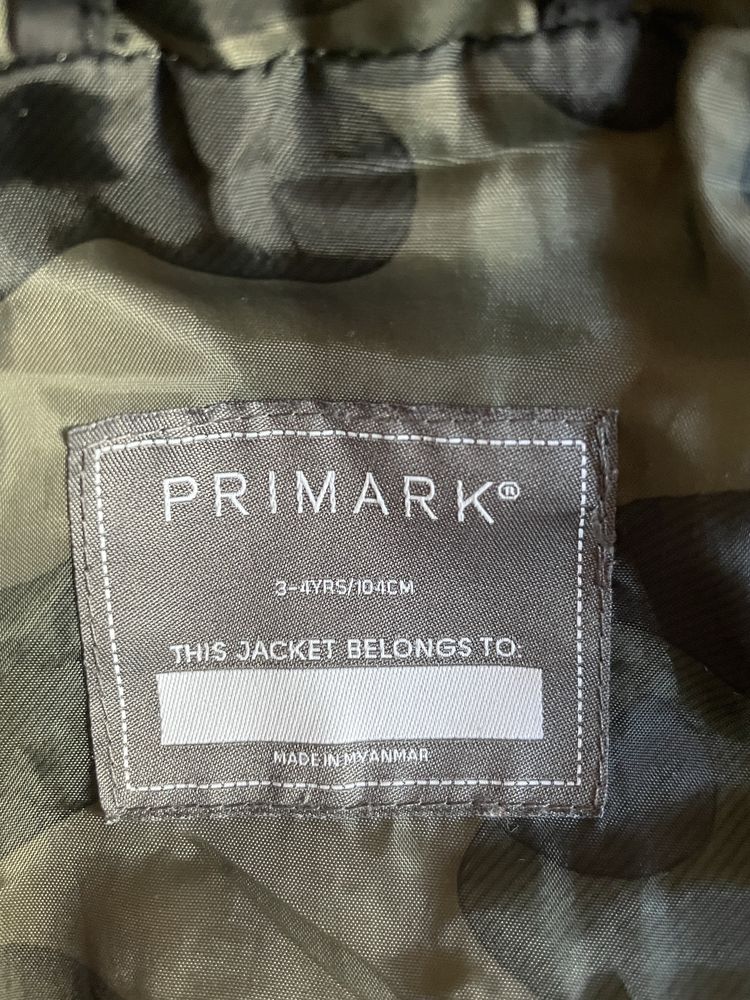 PRIMARK®
3-4YRS/104CM
THIS JACKET BELONGS TO:
MADE IN MYANMAR